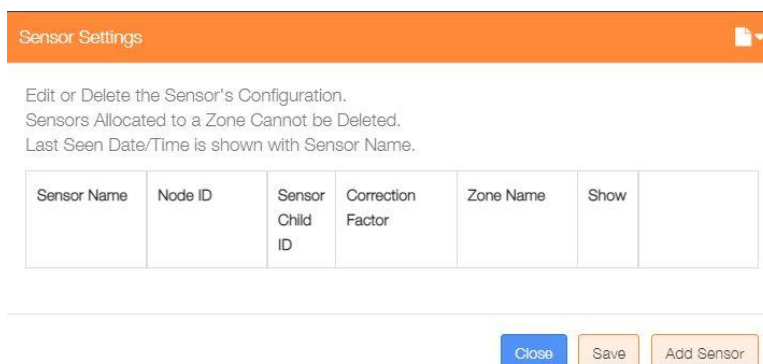 Sensor Settings
Edit or Delete the Sensor's Configuration.
Sensors Allocated to a Zone Cannot be Deleted.
Last Seen Date/Time is shown with Sensor Name.
Sensor Name Node ID Sensor Child ID Correction Factor Zone Name Show
Close Save Add Sensor